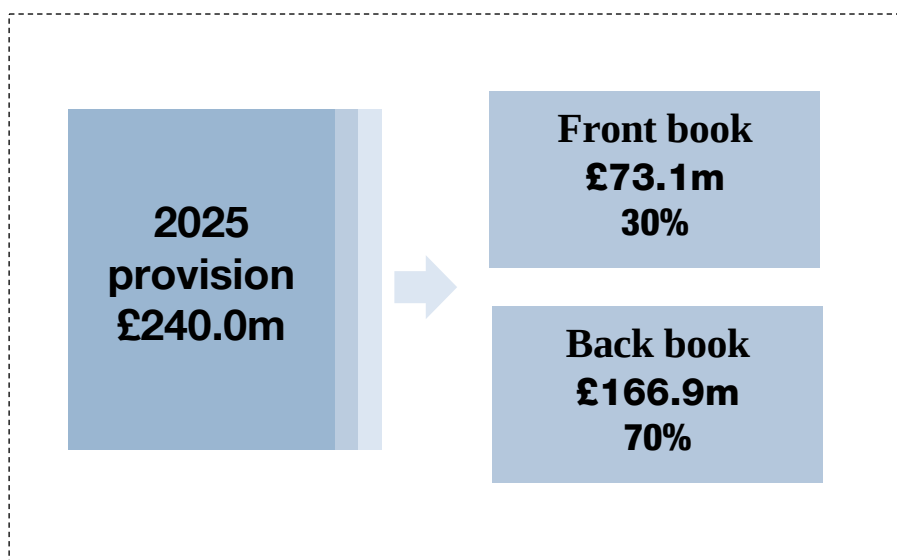 2025
provision
£240.0m
Front book
£73.1m
30%
Back book
£166.9m
70%